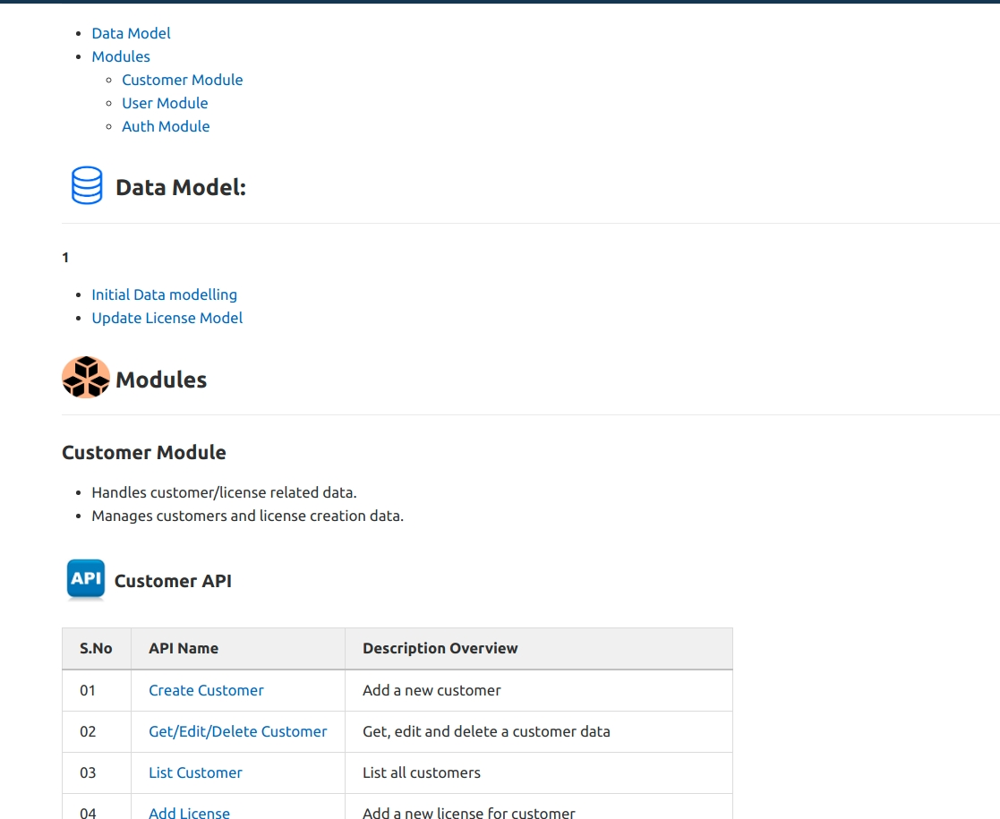 Data Model
Modules
Customer Module
User Module
Auth Module
Data Model:
1
Initial Data modelling
Update License Model
Modules
Customer Module
Handles customer/license related data.
Manages customers and license creation data.
API Customer API
S.No API Name Description Overview
01 Create Customer Add a new customer
02 Get/Edit/Delete Customer Get, edit and delete a customer data
03 List Customer List all customers
04 Add License Add a new license for customer